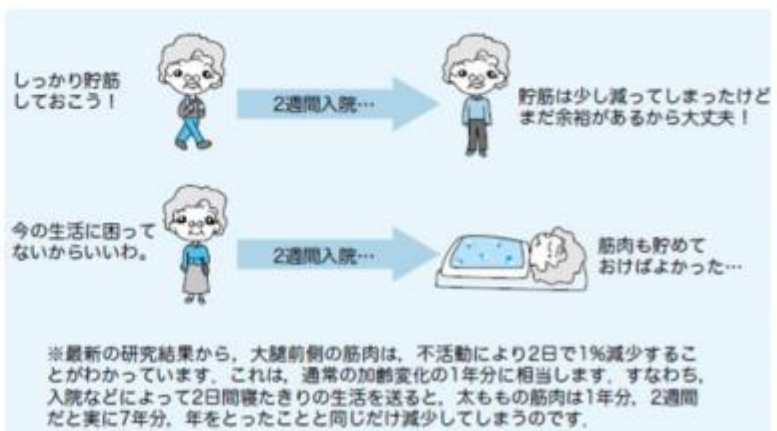 しっかり貯筋
しておこう！
2週間入院…
貯筋は少し減ってしまったけど
まだ余裕があるから大丈夫！
今の生活に困って
ないからいいわ。
2週間入院…
筋肉も貯めて
おけばよかった…
※最新の研究結果から，大腿前側の筋肉は，不活動により2日で1%減少するこ
とがわかっています．これは，通常の加齢変化の1年分に相当します．すなわち，
入院などによって2日間寝たきりの生活を送ると，太ももの筋肉は1年分，2週間
だと実に7年分，年をとったことと同じだけ減少してしまうのです．